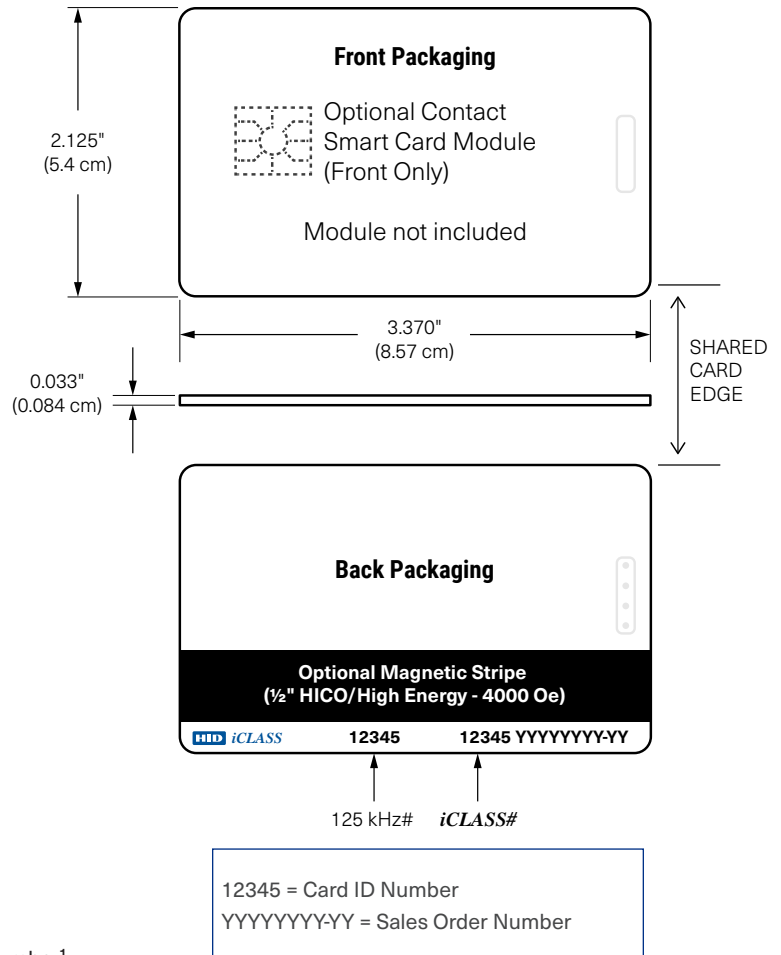 Front Packaging
Optional Contact
Smart Card Module
(Front Only)
Module not included
2.125"
(5.4 cm)
3.370"
(8.57 cm)
SHARED
CARD
EDGE
0.033"
(0.084 cm)
Back Packaging
Optional Magnetic Stripe
(½" HICO/High Energy - 4000 Oe)
HID iCLASS 12345 12345 YYYYYYYY-YY
125 kHz# iCLASS#
12345 = Card ID Number
YYYYYYYY-YY = Sales Order Number